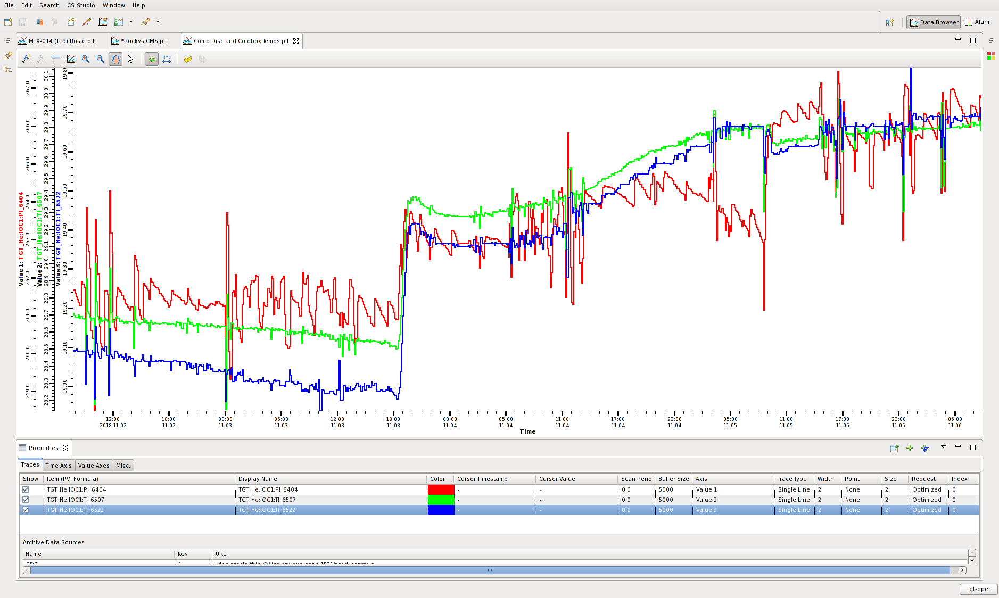 File Edit Search CS-Studio Window Help
Data Browser Alarm
MTX-014 (T19) Rosie.plt *Rockys CMS.plt Comp Disc and Coldbox Temps.plt
Time
Value 1: TGT_He:IOC1:PI_6404
267.0
266.0
265.0
264.0
263.0
262.0
261.0
260.0
259.0
Value 2: TGT_He:IOC1:TI_6507
30.1
30.0
29.9
29.8
29.7
29.6
29.5
29.4
29.3
29.2
29.1
29.0
28.9
28.8
28.7
28.6
28.5
28.4
28.3
28.2
Value 3: TGT_He:IOC1:TI_6522
19.80
19.70
19.60
19.50
19.40
19.30
19.20
19.10
19.00
12:00 18:00 00:00 06:00 12:00 18:00 00:00 05:00 11:00 17:00 23:00 05:00 11:00 17:00 23:00 05:00
2018-11-02 11-02 11-03 11-03 11-03 11-03 11-04 11-04 11-04 11-04 11-04 11-05 11-05 11-05 11-05 11-06
Time
Properties
Traces Time Axis Value Axes Misc.
Show Item (PV, Formula) Display Name Color Cursor Timestamp Cursor Value Scan Perio Buffer Size Axis Trace Type Width Point Size Request Index
TGT_He:IOC1:PI_6404 TGT_He:IOC1:PI_6404 - - 0.0 5000 Value 1 Single Line 2 None 2 Optimized 0
TGT_He:IOC1:TI_6507 TGT_He:IOC1:TI_6507 - - 0.0 5000 Value 2 Single Line 2 None 2 Optimized 0
TGT_He:IOC1:TI_6522 TGT_He:IOC1:TI_6522 - - 0.0 5000 Value 3 Single Line 2 None 2 Optimized 0
Archive Data Sources
Name Key URL
RDB 1
tgt-oper